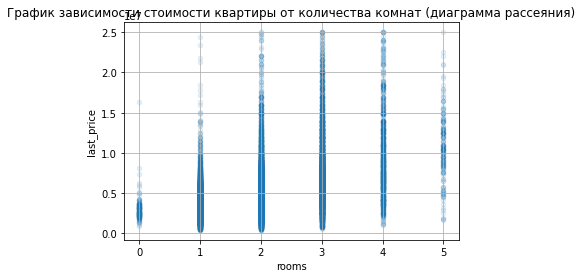 График зависимости стоимости квартиры от количества комнат (диаграмма рассеяния)
1e7
2.5
2.0
1.5
1.0
0.5
0.0
last_price
0 1 2 3 4 5
rooms